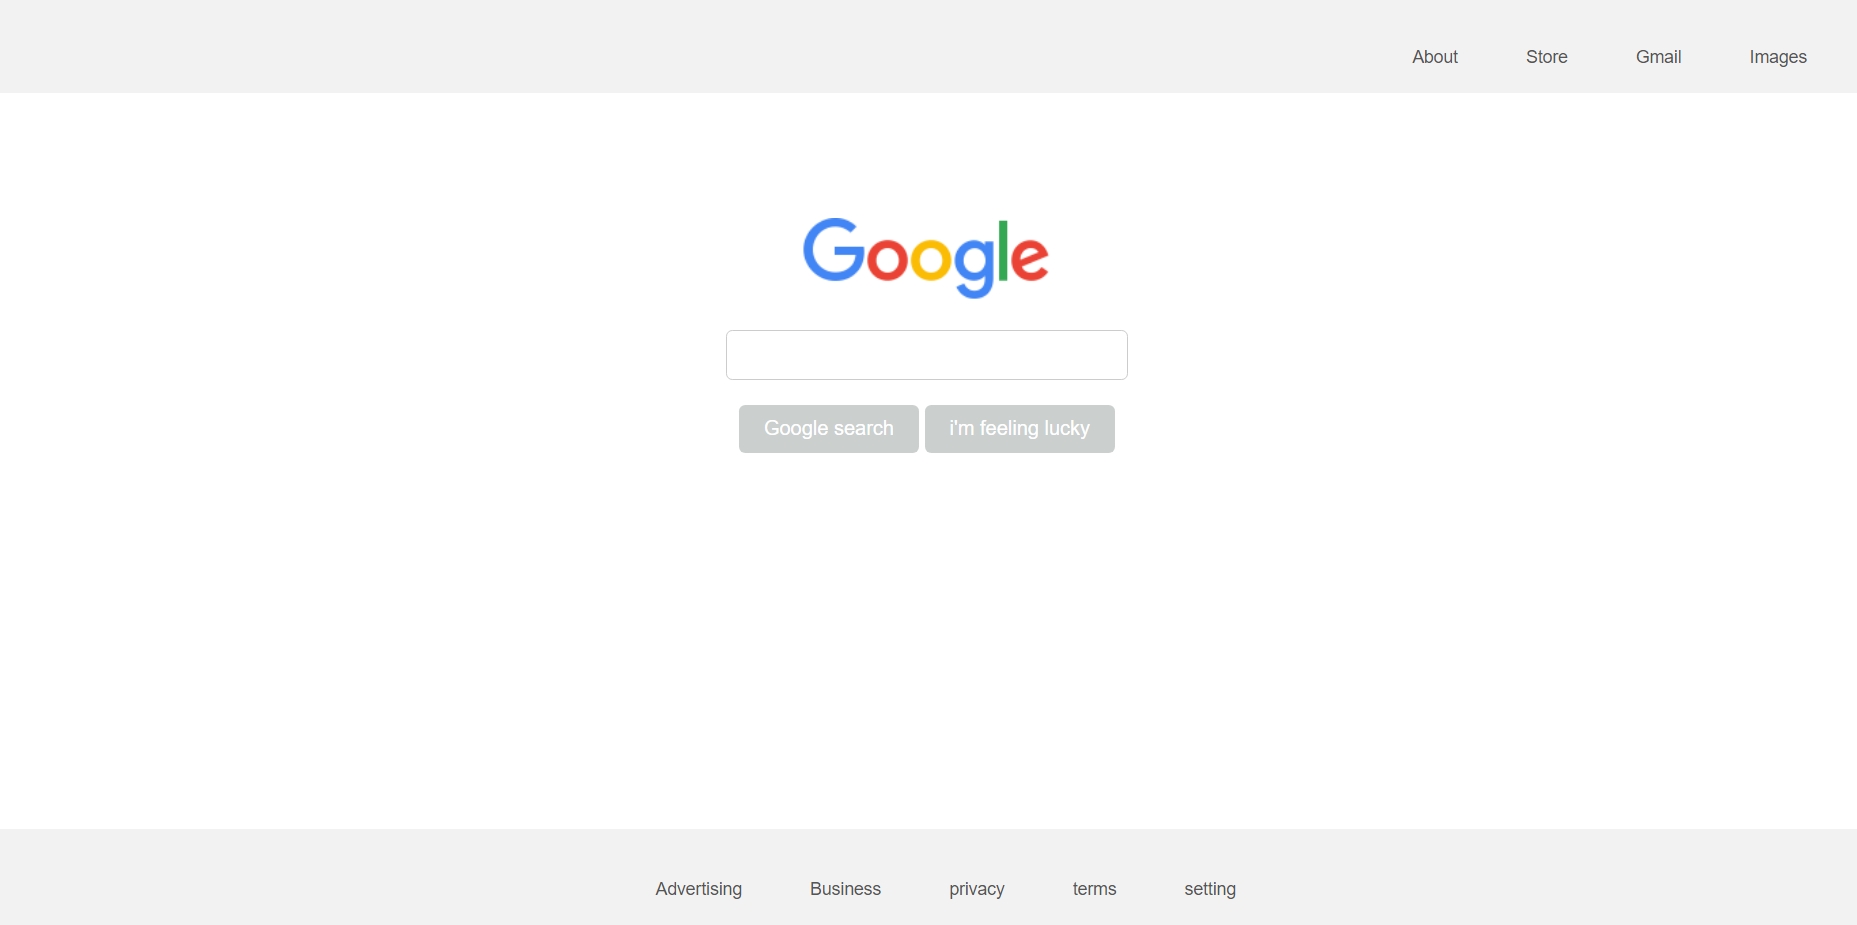 About Store Gmail Images
Google
Google search i'm feeling lucky
Advertising Business privacy terms setting